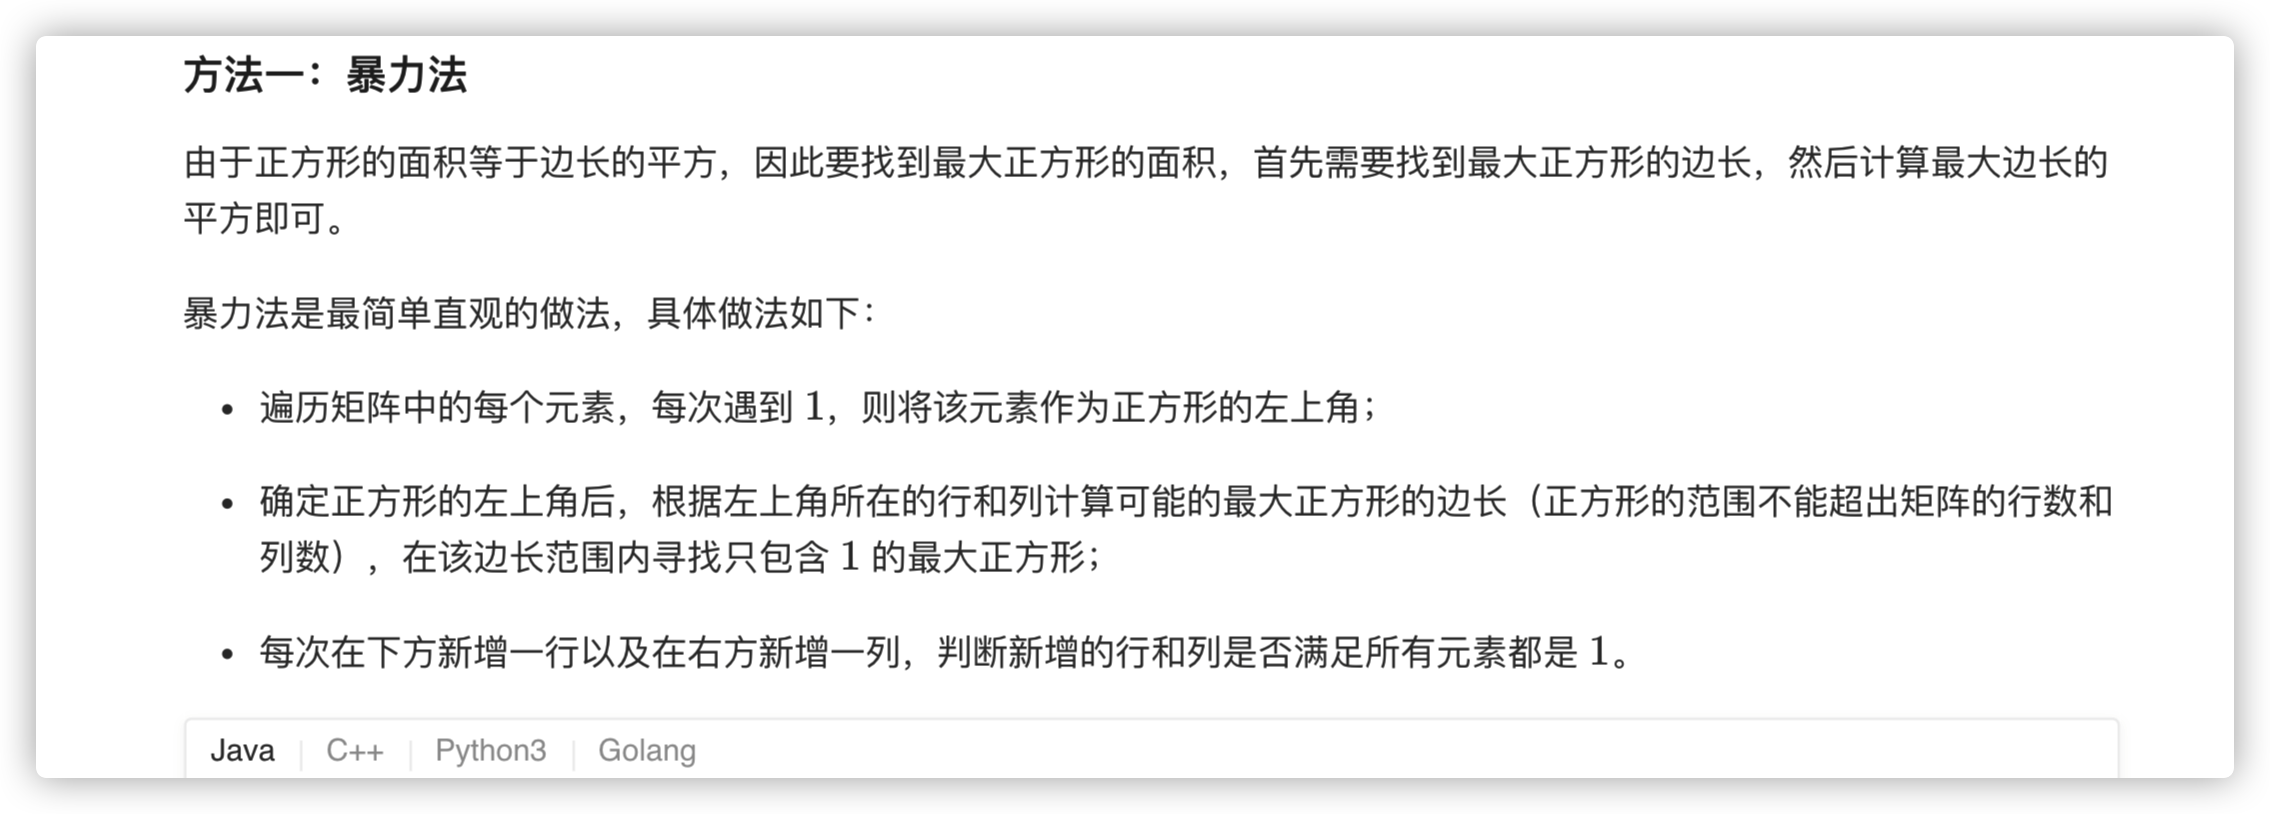 方法一：暴力法
由于正方形的面积等于边长的平方，因此要找到最大正方形的面积，首先需要找到最大正方形的边长，然后计算最大边长的
平方即可。
暴力法是最简单直观的做法，具体做法如下：
• 遍历矩阵中的每个元素，每次遇到 1，则将该元素作为正方形的左上角；
• 确定正方形的左上角后，根据左上角所在的行和列计算可能的最大正方形的边长（正方形的范围不能超出矩阵的行数和
列数），在该边长范围内寻找只包含 1 的最大正方形；
• 每次在下方新增一行以及在右方新增一列，判断新增的行和列是否满足所有元素都是 1。
Java | C++ | Python3 | Golang